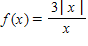 f(x) = 3|x| / x